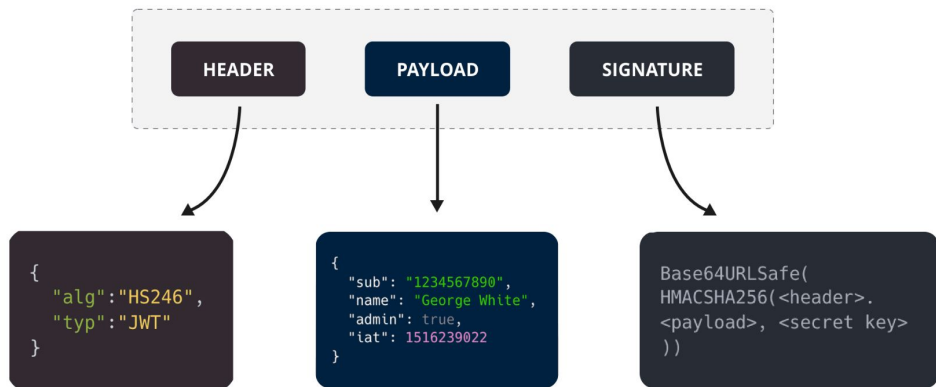 HEADER
PAYLOAD
SIGNATURE
{
"alg":"HS246",
"typ":"JWT"
}
{
"sub": "1234567890",
"name": "George White",
"admin": true,
"iat": 1516239022
}
Base64URLSafe(
HMACSHA256(<header>.
<payload>, <secret key>
))